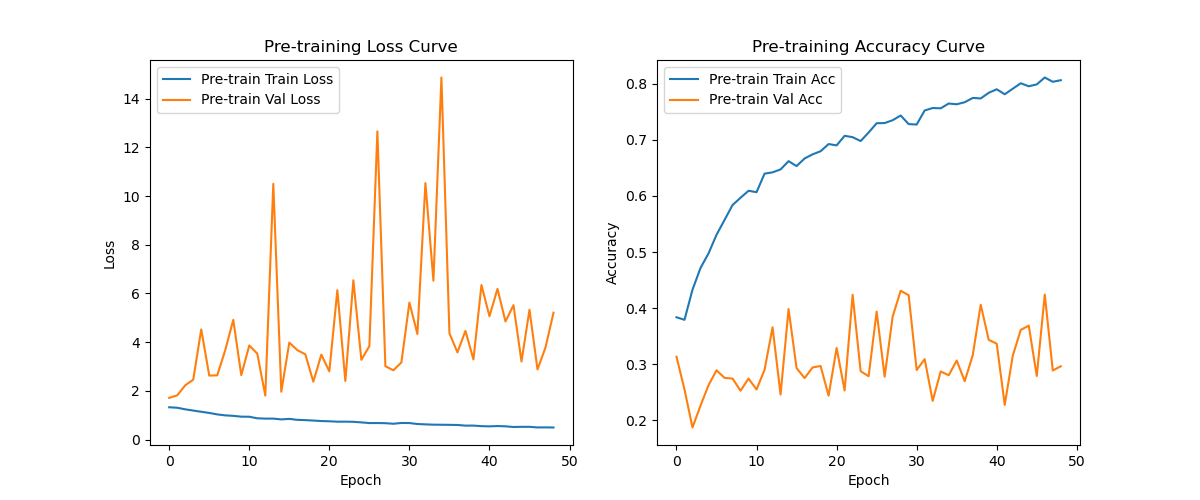 Pre-training Loss Curve
Pre-train Train Loss
Pre-train Val Loss
14
12
10
8
6
4
2
0
Loss
0
10
20
30
40
50
Epoch
Pre-training Accuracy Curve
Pre-train Train Acc
Pre-train Val Acc
0.8
0.7
0.6
0.5
0.4
0.3
0.2
Accuracy
0
10
20
30
40
50
Epoch